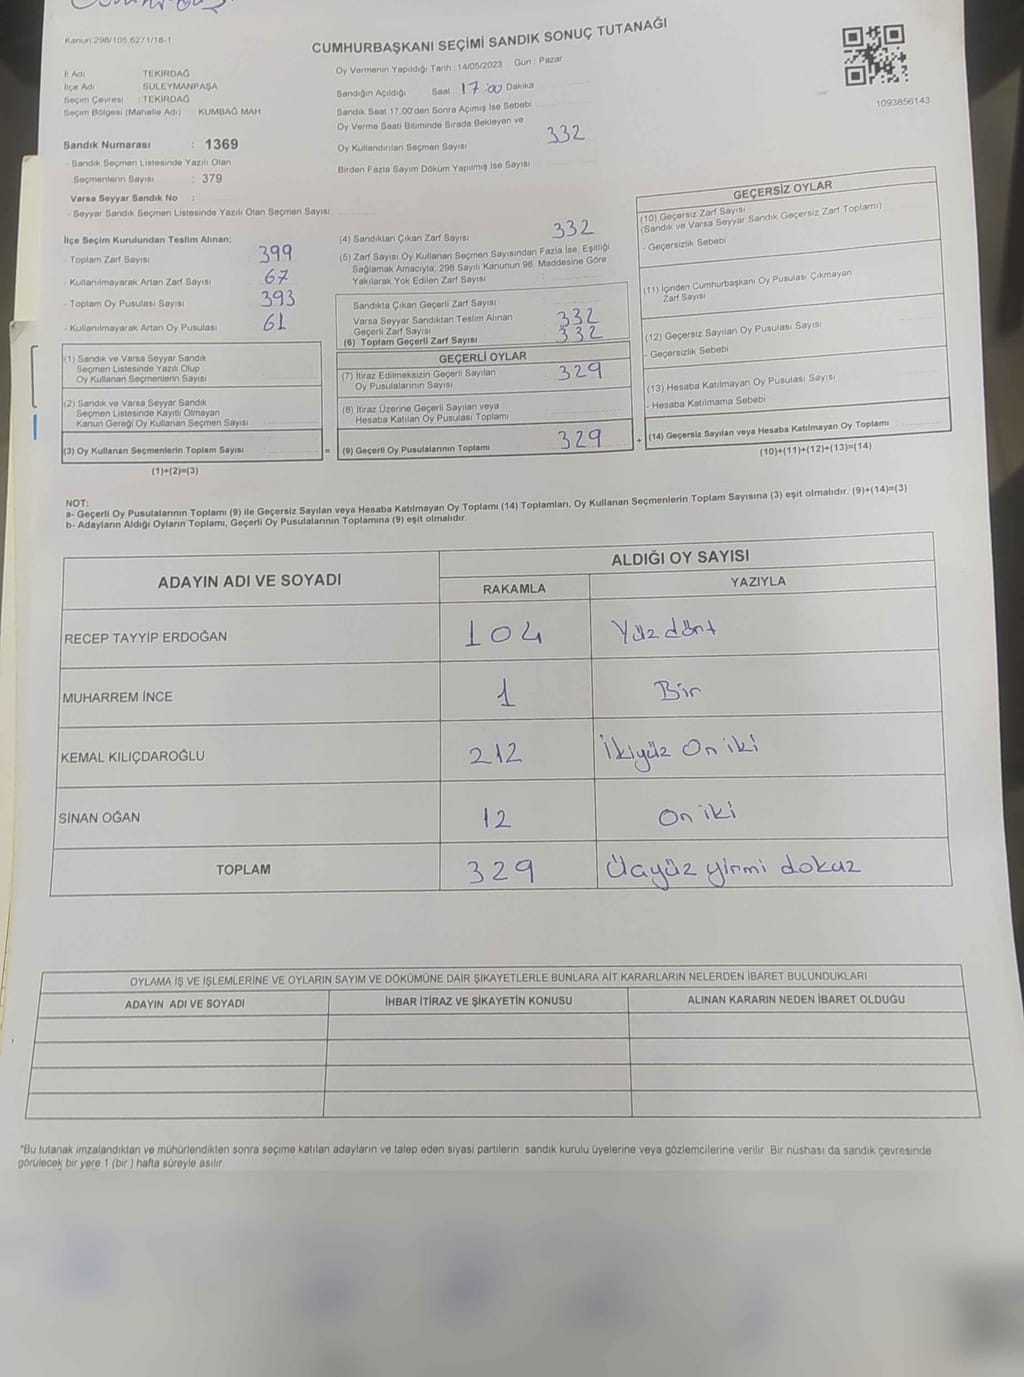 Kanun:298/105.6271/18-1
CUMHURBAŞKANI SEÇİMİ SANDIK SONUÇ TUTANAĞI
İl Adı TEKİRDAĞ
İlçe Adı SULEYMANPAŞA
Seçim Çevresi : TEKİRDAĞ
Seçim Bölgesi (Mahalle Adı) KUMBAĞ MAH
Oy Vermenin Yapıldığı Tarih :14/05/2023 Gün : Pazar
Sandığın Açıldığı Saat 17:00 Dakika
Sandık Saat 17:00'den Sonra Açımış İse Sebebi
Oy Verme Saati Bitiminde Sırada Bekleyen ve
Oy Kullandırılan Seçmen Sayısı 332
Birden Fazla Sayım Döküm Yapılmış İse Sayısı
1093856143
Sandık Numarası : 1369
- Sandık Seçmen Listesinde Yazılı Olan
Seçmenlerin Sayısı : 379
Varsa Seyyar Sandık No :
- Seyyar Sandık Seçmen Listesinde Yazılı Olan Seçmen Sayısı
İlçe Seçim Kurulundan Teslim Alınan;
- Toplam Zarf Sayısı 399
- Kullanılmayarak Artan Zarf Sayısı 67
- Toplam Oy Pusulası Sayısı 393
- Kullanılmayarak Artan Oy Pusulası 61
(1) Sandık ve Varsa Seyyar Sandık
Seçmen Listesinde Yazılı Olup
Oy Kullanan Seçmenlerin Sayısı
(2) Sandık ve Varsa Seyyar Sandık
Seçmen Listesinde Kayıtlı Olmayan
Kanun Gereği Oy Kullanan Seçmen Sayısı
(3) Oy Kullanan Seçmenlerin Toplam Sayısı =
(1)+(2)=(3)
(4) Sandıktan Çıkan Zarf Sayısı 332
(5) Zarf Sayısı Oy Kullanan Seçmen Sayısından Fazla İse, Eşitliği
Sağlamak Amacıyla, 298 Sayılı Kanunun 98. Maddesine Göre
Yakılarak Yok Edilen Zarf Sayısı
Sandıkta Çıkan Geçerli Zarf Sayısı
Varsa Seyyar Sandıktan Teslim Alınan
Geçerli Zarf Sayısı 332
(6) Toplam Geçerli Zarf Sayısı 332
GEÇERLİ OYLAR
(7) İtiraz Edilmeksizin Geçerli Sayılan
Oy Pusulalarının Sayısı 329
(8) İtiraz Üzerine Geçerli Sayılan veya
Hesaba Katılan Oy Pusulası Toplamı
(9) Geçerli Oy Pusulalarının Toplamı 329 +
GEÇERSİZ OYLAR
(10) Geçersiz Zarf Sayısı
(Sandık ve Varsa Seyyar Sandık Geçersiz Zarf Toplamı)
- Geçersizlik Sebebi
(11) İçinden Cumhurbaşkanı Oy Pusulası Çıkmayan
Zarf Sayısı
(12) Geçersiz Sayılan Oy Pusulası Sayısı
- Geçersizlik Sebebi
(13) Hesaba Katılmayan Oy Pusulası Sayısı
- Hesaba Katılmama Sebebi
(14) Geçersiz Sayılan veya Hesaba Katılmayan Oy Toplamı
(10)+(11)+(12)+(13)=(14)
NOT:
a- Geçerli Oy Pusulalarının Toplamı (9) ile Geçersiz Sayılan veya Hesaba Katılmayan Oy Toplamı (14) Toplamları, Oy Kullanan Seçmenlerin Toplam Sayısına (3) eşit olmalıdır. (9)+(14)=(3)
b- Adayların Aldığı Oyların Toplamı, Geçerli Oy Pusulalarının Toplamına (9) eşit olmalıdır.
ADAYIN ADI VE SOYADI ALDIĞI OY SAYISI
RAKAMLA YAZIYLA
RECEP TAYYİP ERDOĞAN 104 Yüz dört
MUHARREM İNCE 1 Bir
KEMAL KILIÇDAROĞLU 212 İkiyüz On iki
SİNAN OĞAN 12 On iki
TOPLAM 329 Üçyüz yirmi dokuz
OYLAMA İŞ VE İŞLEMLERİNE VE OYLARIN SAYIM VE DÖKÜMÜNE DAİR ŞİKAYETLERLE BUNLARA AİT KARARLARIN NELERDEN İBARET BULUNDUKLARI
ADAYIN ADI VE SOYADI İHBAR İTİRAZ VE ŞİKAYETİN KONUSU ALINAN KARARIN NEDEN İBARET OLDUĞU
*Bu tutanak imzalandıktan ve mühürlendikten sonra seçime katılan adayların ve talep eden siyasi partilerin sandık kurulu üyelerine veya gözlemcilerine verilir. Bir nüshası da sandık çevresinde
görülecek bir yere 1 (bir ) hafta süreyle asılır.